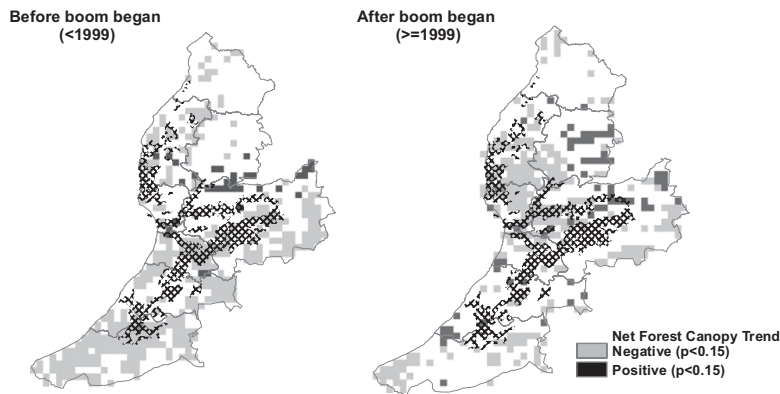 Before boom began
(<1999)
After boom began
(>=1999)
Net Forest Canopy Trend
Negative (p<0.15)
Positive (p<0.15)